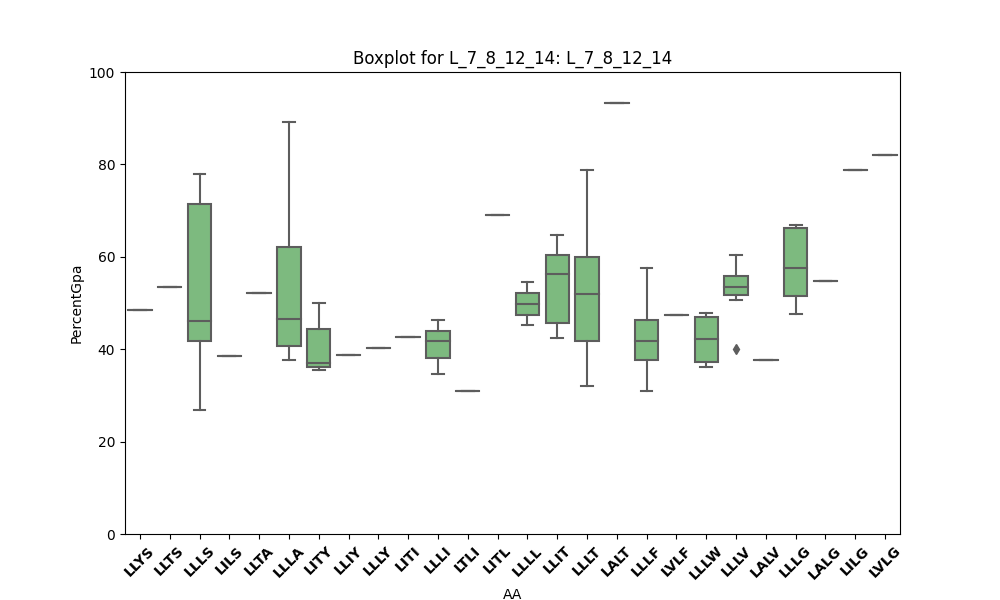 Boxplot for L_7_8_12_14: L_7_8_12_14
100
80
60
40
20
0
PercentGpa
LLYS LLTS LLLS LILS LLTA LLLA LITY LLIY LLLY LITI LLLI LTLI LITL LLLL LLIT LLLT LALT LLLF LVLF LLLW LLLV LALV LLLG LALG LILG LVLG
AA